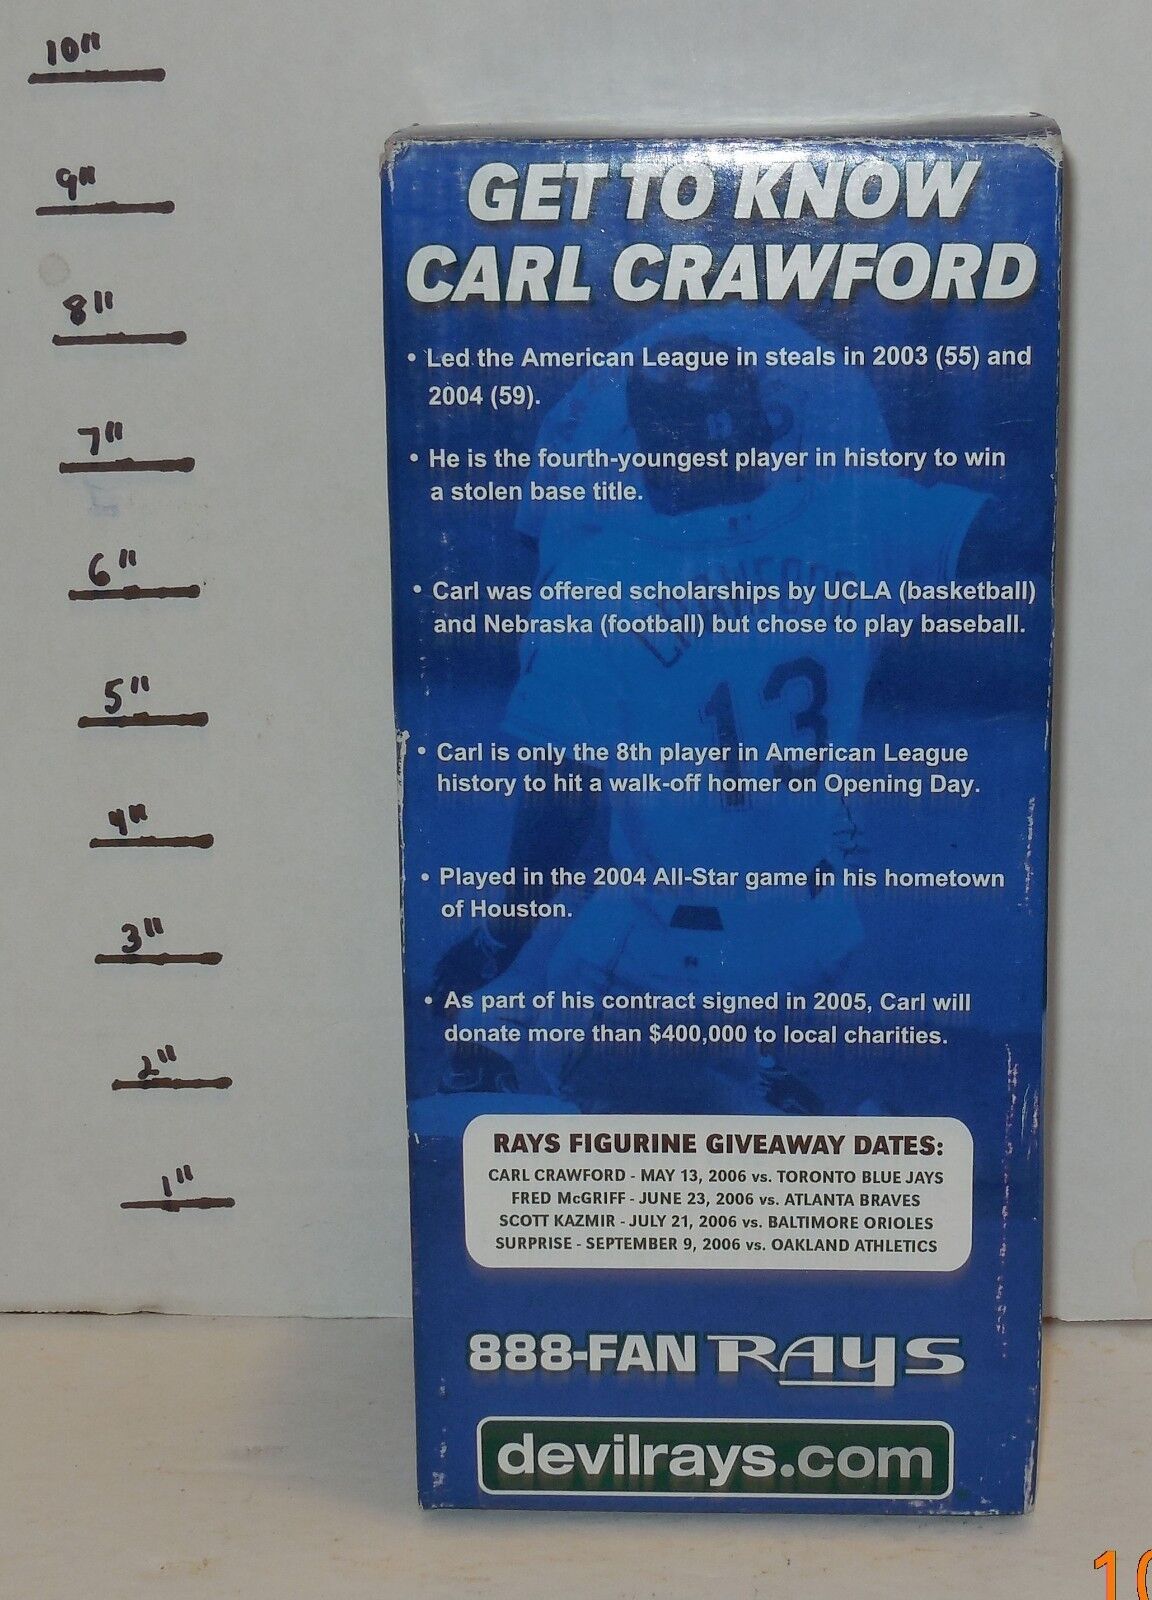 10"
9"
8"
7"
6"
5"
4"
3"
2"
1"
GET TO KNOW
CARL CRAWFORD
• Led the American League in steals in 2003 (55) and
2004 (59).
• He is the fourth-youngest player in history to win
a stolen base title.
• Carl was offered scholarships by UCLA (basketball)
and Nebraska (football) but chose to play baseball.
• Carl is only the 8th player in American League
history to hit a walk-off homer on Opening Day.
• Played in the 2004 All-Star game in his hometown
of Houston.
• As part of his contract signed in 2005, Carl will
donate more than $400,000 to local charities.
CRAWFORD
13
RAYS FIGURINE GIVEAWAY DATES:
CARL CRAWFORD - MAY 13, 2006 vs. TORONTO BLUE JAYS
FRED McGRIFF - JUNE 23, 2006 vs. ATLANTA BRAVES
SCOTT KAZMIR - JULY 21, 2006 vs. BALTIMORE ORIOLES
SURPRISE - SEPTEMBER 9, 2006 vs. OAKLAND ATHLETICS
888-FAN RAYS
devilrays.com